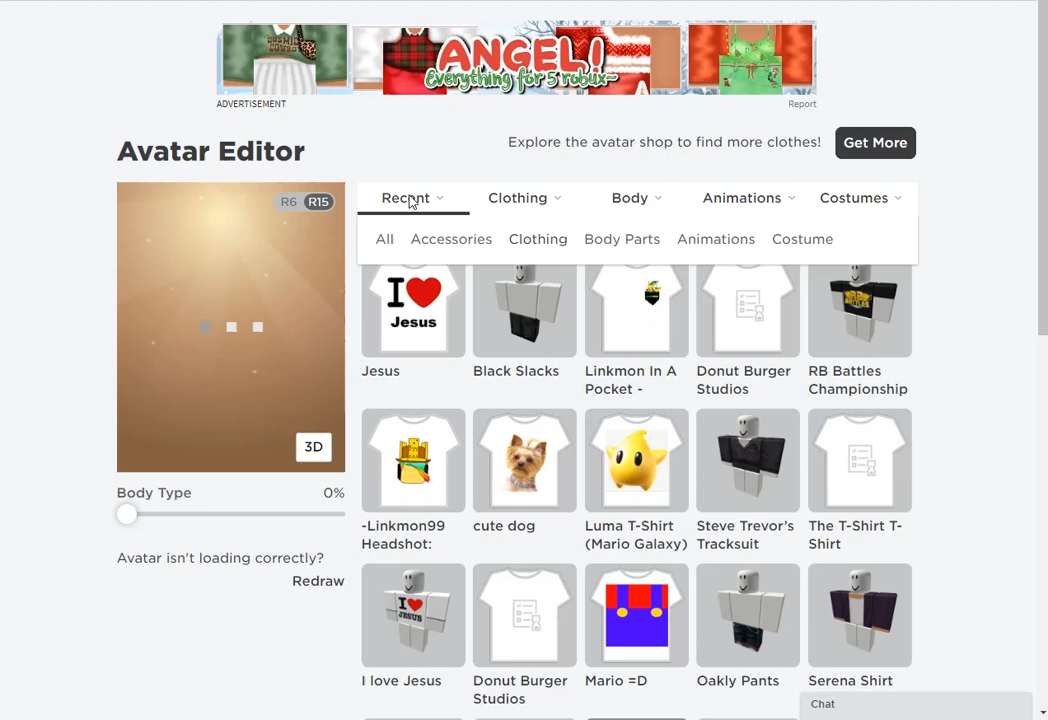 COSMIC
COWBOY
ANGEL!
Everything for 5 robux~
ADVERTISEMENT
Report
Avatar Editor
Explore the avatar shop to find more clothes!
Get More
R6 R15
Recent
Clothing
Body
Animations
Costumes
All
Accessories
Clothing
Body Parts
Animations
Costume
I
Jesus
RB
BATTLES
Jesus
Black Slacks
Linkmon In A
Pocket -
Donut Burger
Studios
RB Battles
Championship
3D
Body Type
0%
Avatar isn't loading correctly?
Redraw
-Linkmon99
Headshot:
cute dog
Luma T-Shirt
(Mario Galaxy)
Steve Trevor's
Tracksuit
The T-Shirt T-
Shirt
I
JESUS
I love Jesus
Donut Burger
Studios
Mario =D
Oakly Pants
Serena Shirt
Chat